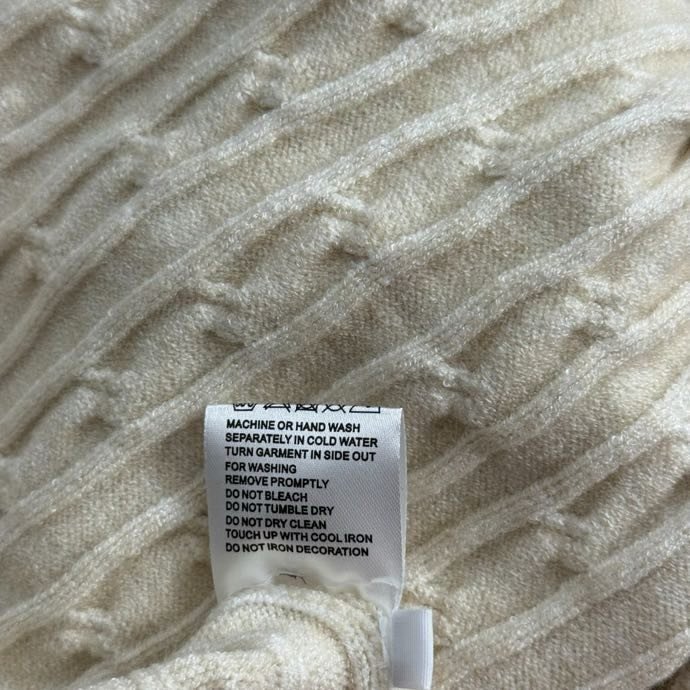 MACHINE OR HAND WASH
SEPARATELY IN COLD WATER
TURN GARMENT IN SIDE OUT
FOR WASHING
REMOVE PROMPTLY
DO NOT BLEACH
DO NOT TUMBLE DRY
DO NOT DRY CLEAN
TOUCH UP WITH COOL IRON
DO NOT IRON DECORATION